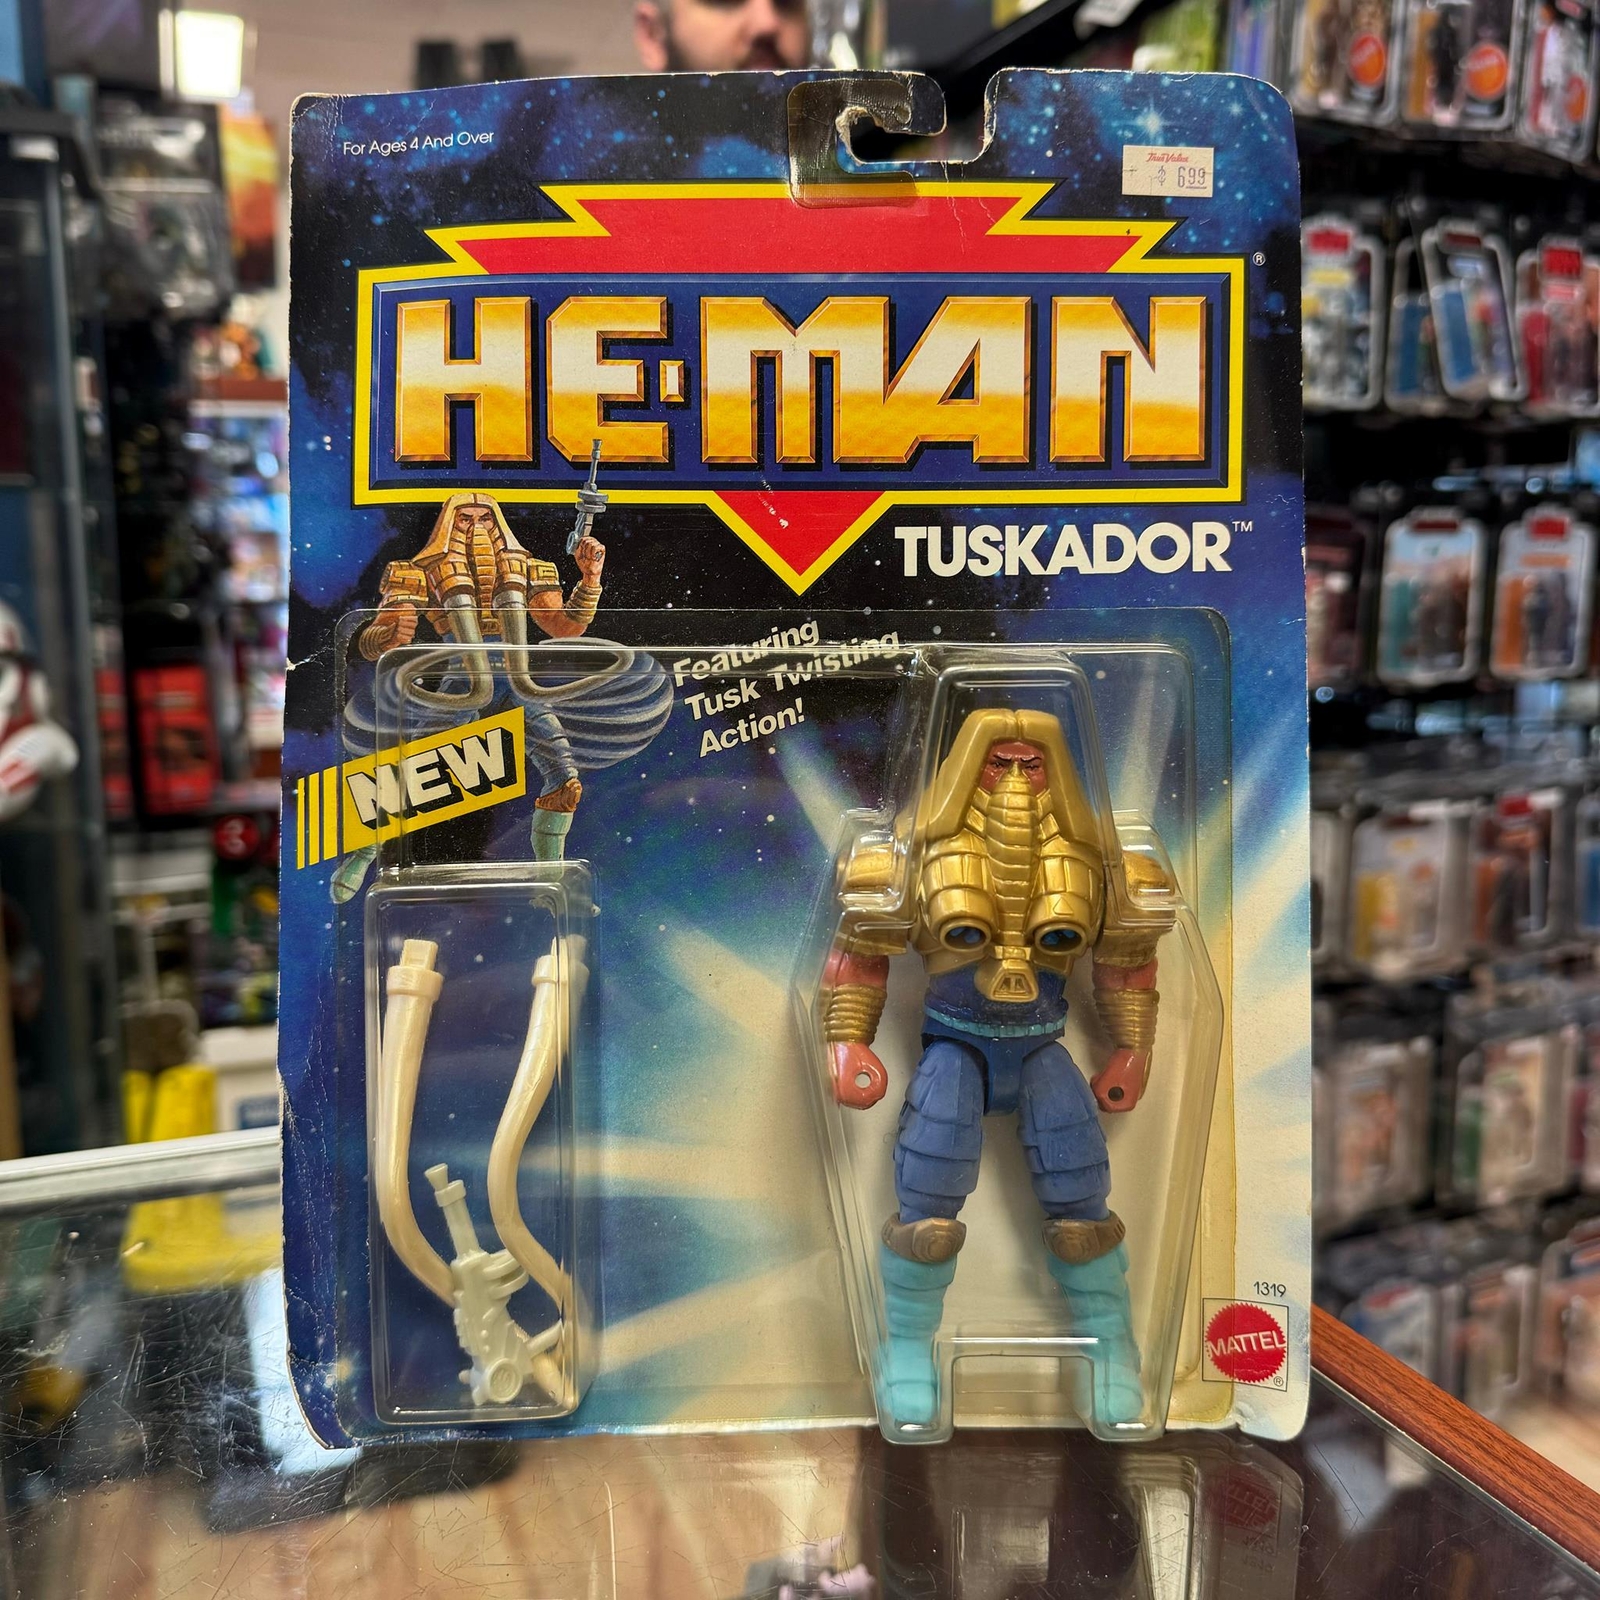 For Ages 4 And Over
True Value
$ 6.99
HE-MAN®
TUSKADOR™
Featuring
Tusk Twisting
Action!
NEW
1319
MATTEL®